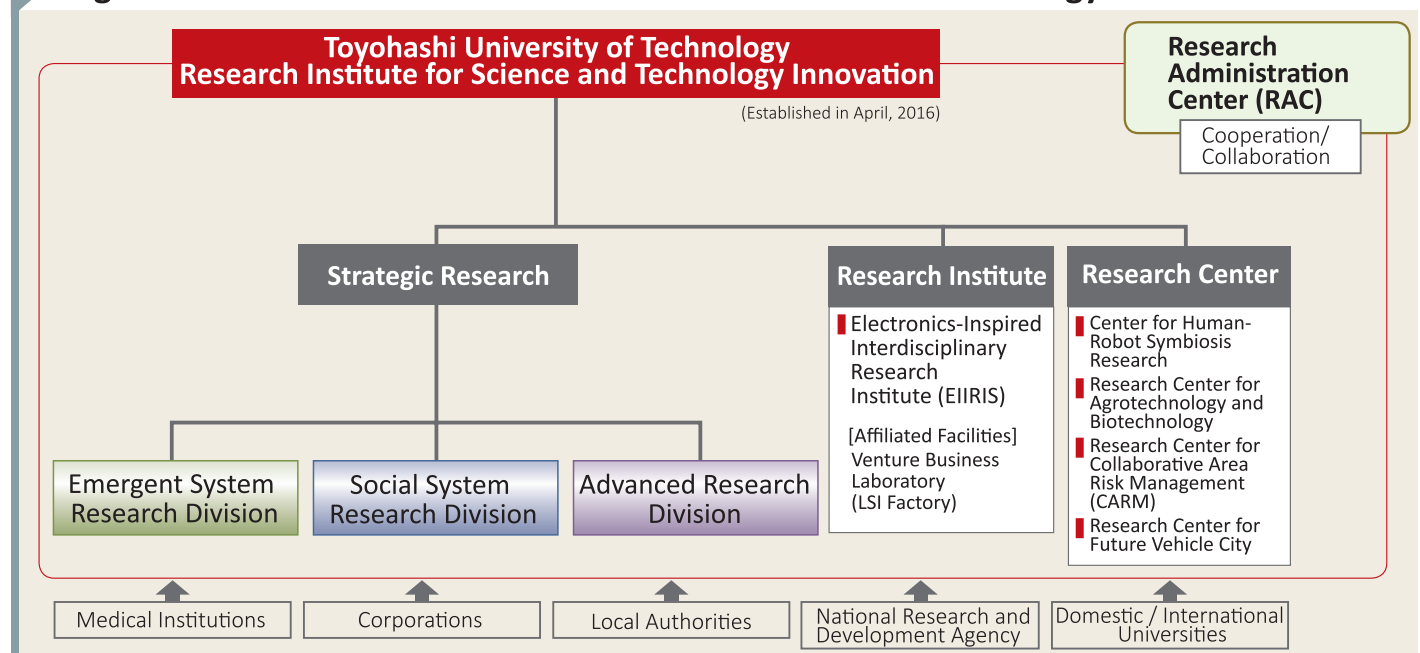 Toyohashi University of Technology
Research Institute for Science and Technology Innovation
(Established in April, 2016)
Research
Administration
Center (RAC)
Cooperation/
Collaboration
Strategic Research
Research Institute
Research Center
Electronics-Inspired
Interdisciplinary
Research
Institute (EIIRIS)
[Affiliated Facilities]
Venture Business
Laboratory
(LSI Factory)
Center for Human-
Robot Symbiosis
Research
Research Center for
Agrotechnology and
Biotechnology
Research Center for
Collaborative Area
Risk Management
(CARM)
Research Center for
Future Vehicle City
Emergent System
Research Division
Social System
Research Division
Advanced Research
Division
Medical Institutions
Corporations
Local Authorities
National Research and
Development Agency
Domestic / International
Universities